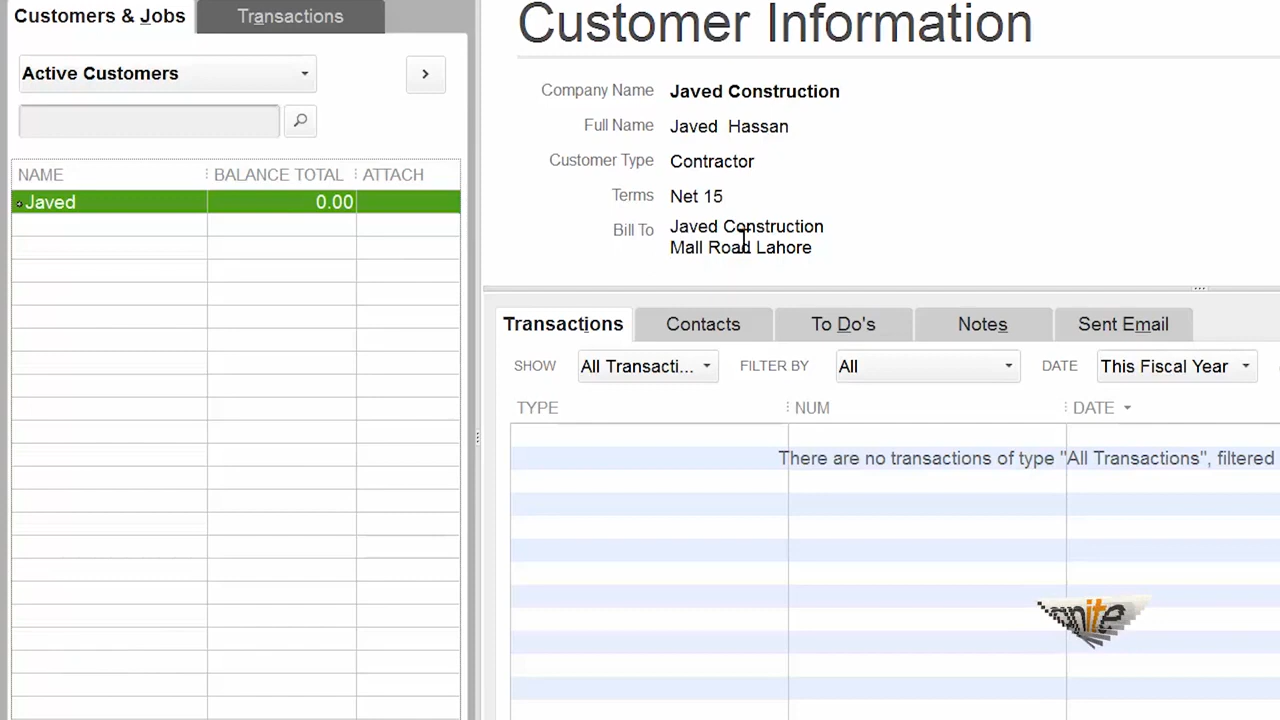 Customers & Jobs
Transactions
Active Customers
NAME
BALANCE TOTAL
ATTACH
Javed
0.00
Customer Information
Company Name Javed Construction
Full Name Javed Hassan
Customer Type Contractor
Terms Net 15
Bill To Javed Construction
Mall Road Lahore
Transactions
Contacts
To Do's
Notes
Sent Email
SHOW All Transacti... FILTER BY All DATE This Fiscal Year
TYPE NUM DATE
There are no transactions of type "All Transactions", filtered